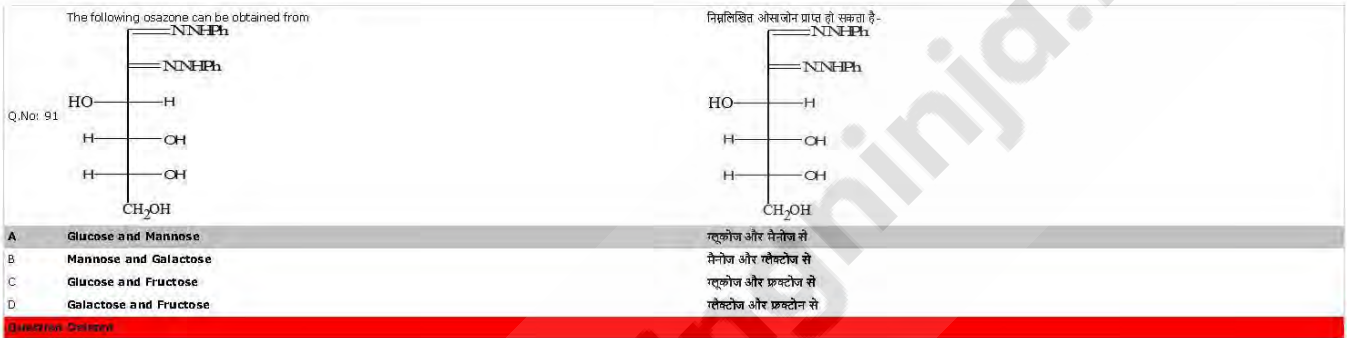 The following osazone can be obtained from
NNHPh
NNHPh
HO H
Q.No: 91
H OH
H OH
CH2OH
निम्नलिखित ओसाजोन प्राप्त हो सकता है-
NNHPh
NNHPh
HO H
H OH
H OH
CH2OH
A Glucose and Mannose ग्लूकोज और मैनोज से
B Mannose and Galactose मैनोज और ग्लैक्टोज से
C Glucose and Fructose ग्लूकोज और फ्रक्टोज से
D Galactose and Fructose ग्लैक्टोज और फ्रक्टोन से
Question Deleted
ngninja.